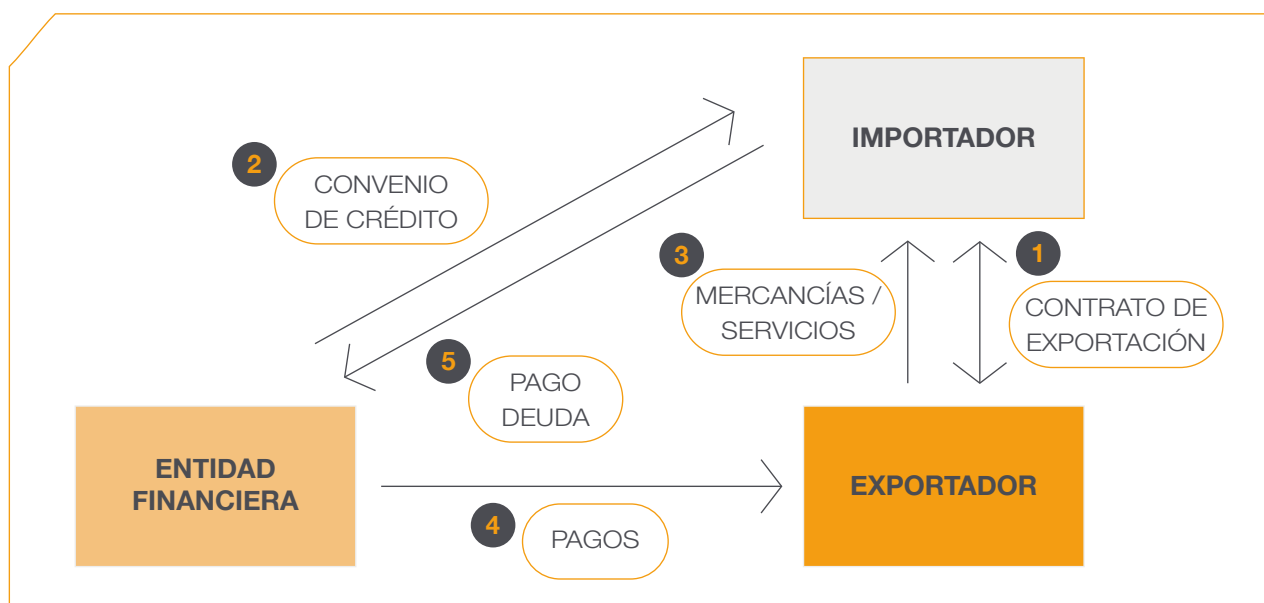 IMPORTADOR
2
CONVENIO
DE CRÉDITO
3
MERCANCÍAS /
SERVICIOS
1
CONTRATO DE
EXPORTACIÓN
5
PAGO
DEUDA
ENTIDAD
FINANCIERA
EXPORTADOR
4
PAGOS